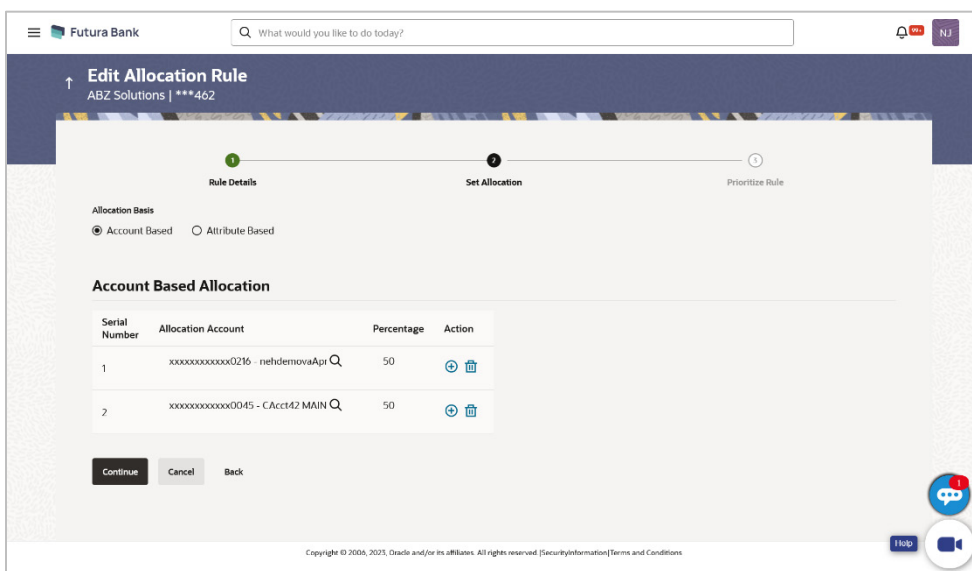 Futura Bank
What would you like to do today?
99+
NJ
Edit Allocation Rule
ABZ Solutions | ***462
1
2
3
Rule Details
Set Allocation
Prioritize Rule
Allocation Basis
Account Based
Attribute Based
Account Based Allocation
Serial Number
Allocation Account
Percentage
Action
1
xxxxxxxxxxxx0216 - nehdemovaApr
50
2
xxxxxxxxxxxx0045 - CAcct42 MAIN
50
Continue
Cancel
Back
1
Help
Copyright © 2006, 2023, Oracle and/or its affiliates. All rights reserved.|SecurityInformation|Terms and Conditions